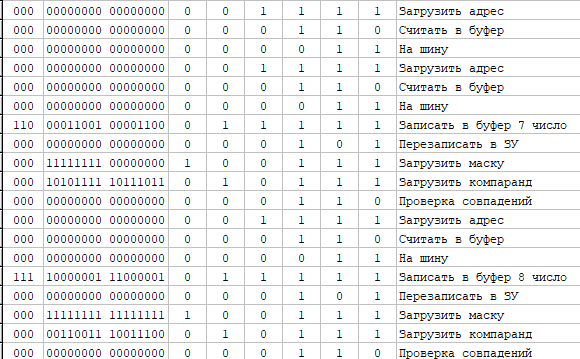 000 00000000 00000000 0 0 1 1 1 1 Загрузить адрес
000 00000000 00000000 0 0 0 1 1 0 Считать в буфер
000 00000000 00000000 0 0 0 0 1 1 На шину
000 00000000 00000000 0 0 1 1 1 1 Загрузить адрес
000 00000000 00000000 0 0 0 1 1 0 Считать в буфер
000 00000000 00000000 0 0 0 0 1 1 На шину
110 00011001 00001100 0 1 1 1 1 1 Записать в буфер 7 число
000 00000000 00000000 0 0 0 1 0 1 Перезаписать в ЗУ
000 11111111 00000000 1 0 0 1 1 1 Загрузить маску
000 10101111 10111011 0 1 0 1 1 1 Загрузить компаранд
000 00000000 00000000 0 0 0 1 1 0 Проверка совпадений
000 00000000 00000000 0 0 1 1 1 1 Загрузить адрес
000 00000000 00000000 0 0 0 1 1 0 Считать в буфер
000 00000000 00000000 0 0 0 0 1 1 На шину
111 10000001 11000001 0 1 1 1 1 1 Записать в буфер 8 число
000 00000000 00000000 0 0 0 1 0 1 Перезаписать в ЗУ
000 11111111 11111111 1 0 0 1 1 1 Загрузить маску
000 00110011 10011100 0 1 0 1 1 1 Загрузить компаранд
000 00000000 00000000 0 0 0 1 1 0 Проверка совпадений